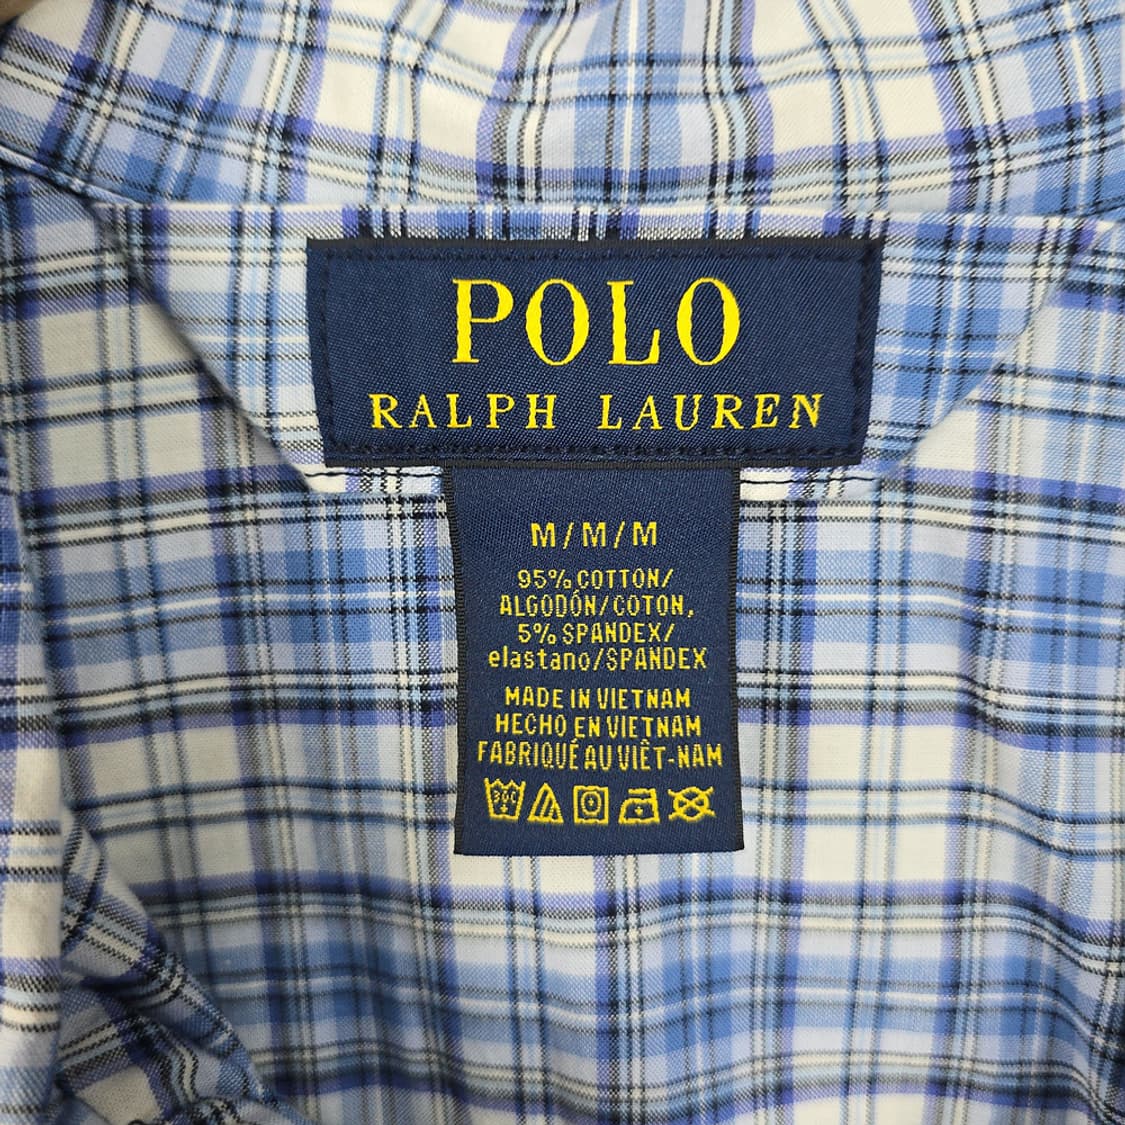 POLO
RALPH LAUREN
M/M/M
95% COTTON/
ALGODÓN/COTON,
5% SPANDEX/
elastano/SPANDEX
MADE IN VIETNAM
HECHO EN VIETNAM
FABRIQUÉ AU VIÊT-NAM
30C